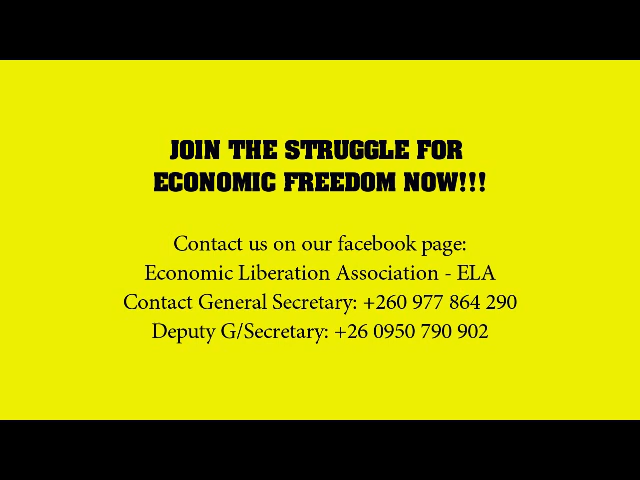 JOIN THE STRUGGLE FOR
ECONOMIC FREEDOM NOW!!!
Contact us on our facebook page:
Economic Liberation Association - ELA
Contact General Secretary: +260 977 864 290
Deputy G/Secretary: +26 0950 790 902